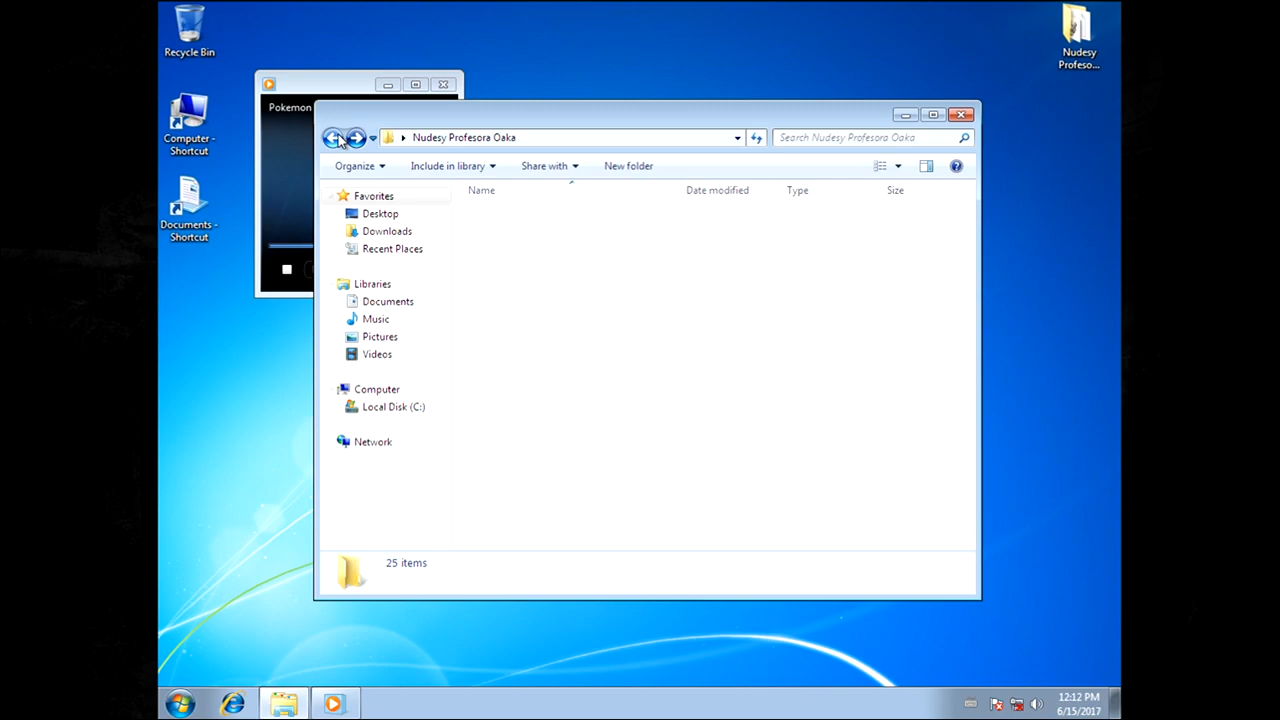 Recycle Bin
Nudesy
Profeso...
Computer -
Shortcut
Documents -
Shortcut
Pokemon
Nudesy Profesora Oaka
Search Nudesy Profesora Oaka
Organize
Include in library
Share with
New folder
Name
Date modified
Type
Size
Favorites
Desktop
Downloads
Recent Places
Libraries
Documents
Music
Pictures
Videos
Computer
Local Disk (C:)
Network
25 items
12:12 PM
6/15/2017